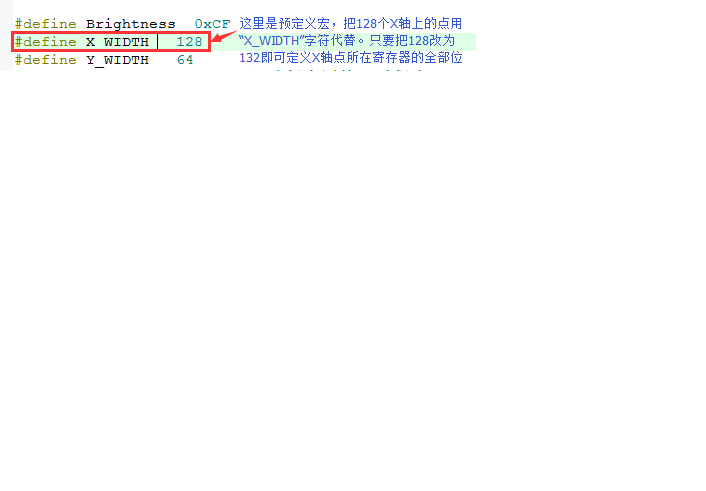 #define Brightness  0xCF 这里是预定义宏，把128个X轴上的点用
#define X_WIDTH   128 “X_WIDTH”字符代替。只要把128改为
#define Y_WIDTH   64 132即可定义X轴点所在寄存器的全部位